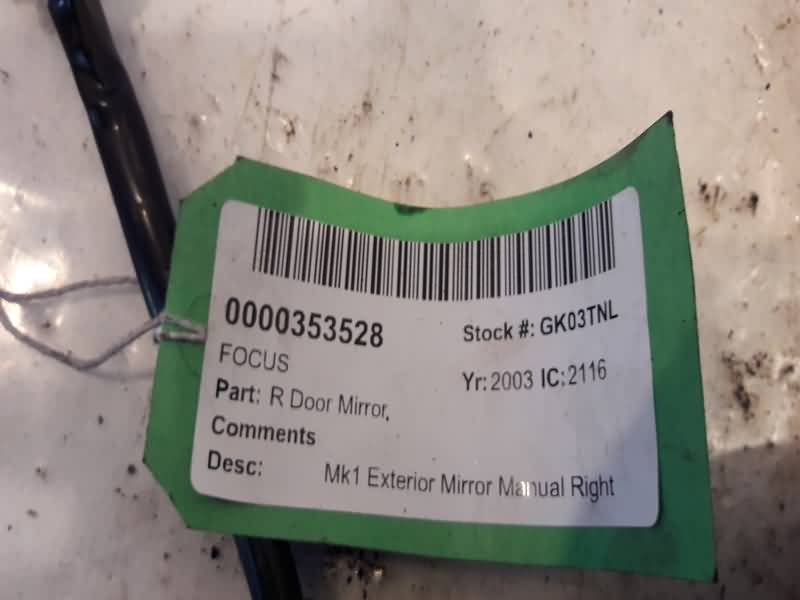 0000353528 Stock #: GK03TNL
FOCUS
Yr: 2003 IC: 2116
Part: R Door Mirror,
Comments
Desc: Mk1 Exterior Mirror Manual Right